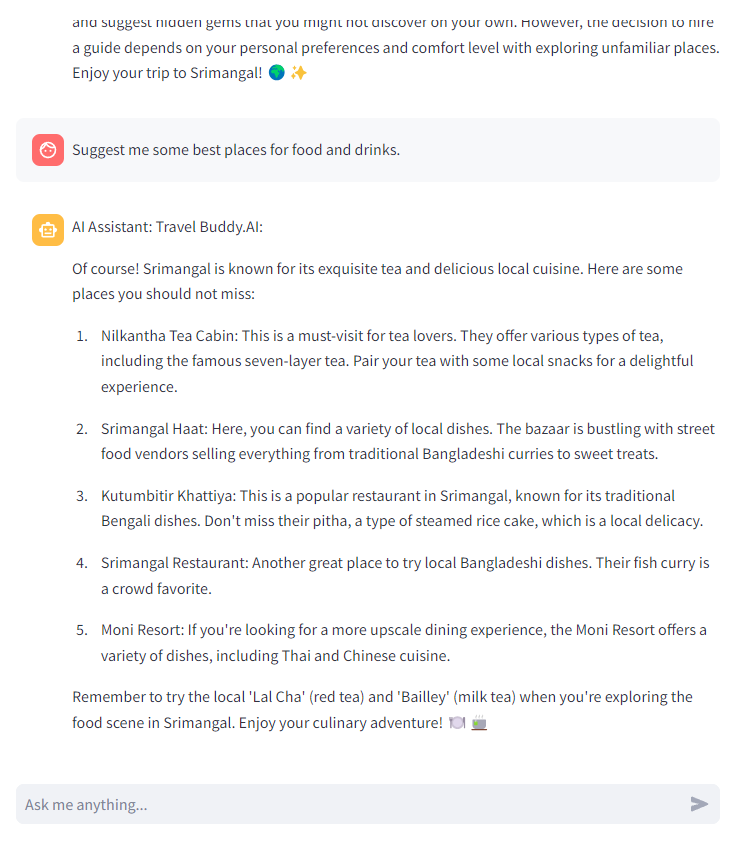 and suggest hidden gems that you might not discover on your own. However, the decision to hire
a guide depends on your personal preferences and comfort level with exploring unfamiliar places.
Enjoy your trip to Srimangal! 🌍 ✨
Suggest me some best places for food and drinks.
AI Assistant: Travel Buddy.AI:
Of course! Srimangal is known for its exquisite tea and delicious local cuisine. Here are some
places you should not miss:
1. Nilkantha Tea Cabin: This is a must-visit for tea lovers. They offer various types of tea,
including the famous seven-layer tea. Pair your tea with some local snacks for a delightful
experience.
2. Srimangal Haat: Here, you can find a variety of local dishes. The bazaar is bustling with street
food vendors selling everything from traditional Bangladeshi curries to sweet treats.
3. Kutumbitir Khattiya: This is a popular restaurant in Srimangal, known for its traditional
Bengali dishes. Don't miss their pitha, a type of steamed rice cake, which is a local delicacy.
4. Srimangal Restaurant: Another great place to try local Bangladeshi dishes. Their fish curry is
a crowd favorite.
5. Moni Resort: If you're looking for a more upscale dining experience, the Moni Resort offers a
variety of dishes, including Thai and Chinese cuisine.
Remember to try the local 'Lal Cha' (red tea) and 'Bailley' (milk tea) when you're exploring the
food scene in Srimangal. Enjoy your culinary adventure! 🍽️ 🍵
Ask me anything...